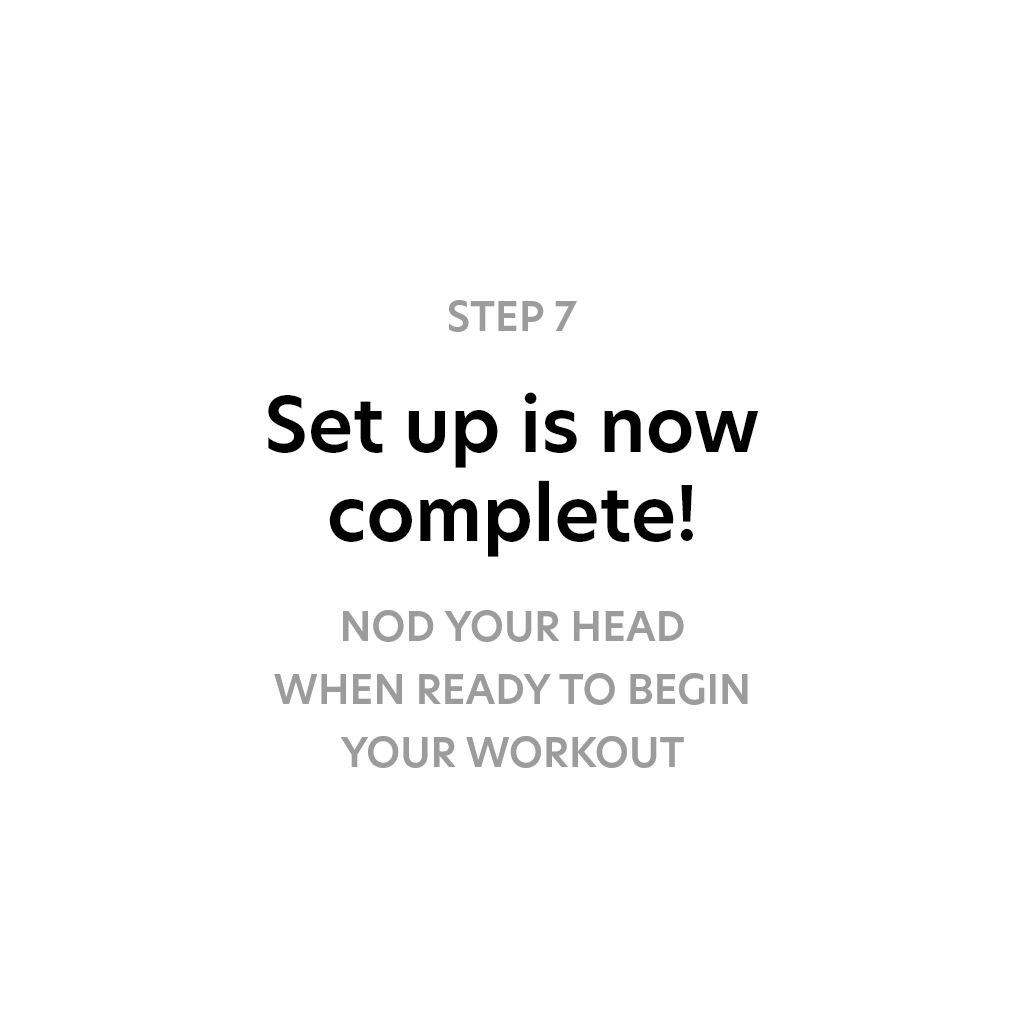 STEP 7
Set up is now
complete!
NOD YOUR HEAD
WHEN READY TO BEGIN
YOUR WORKOUT